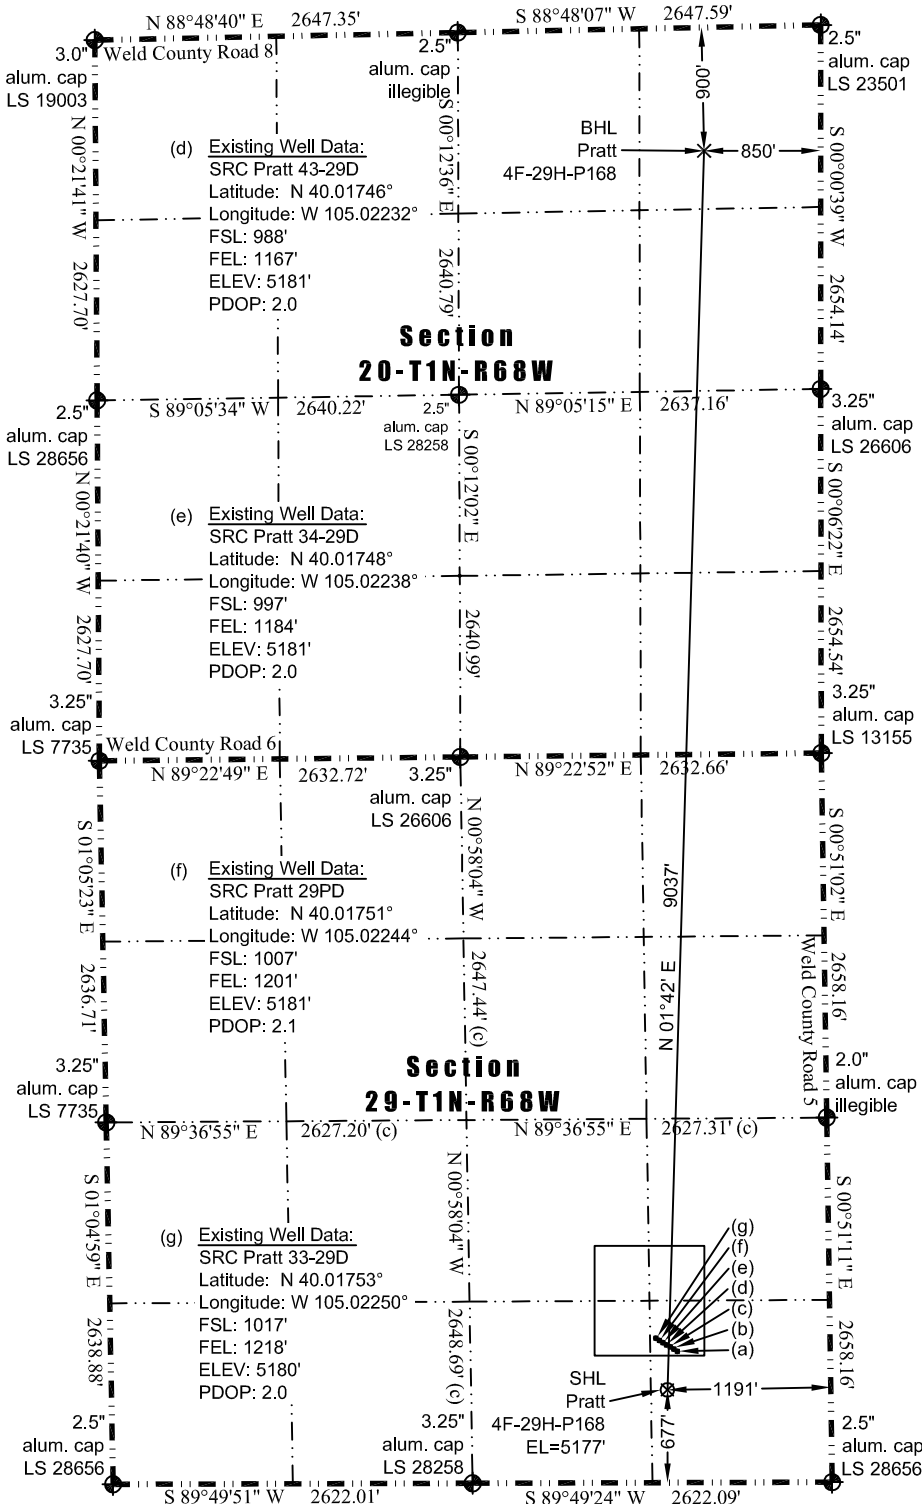 N 88°48'40" E 2647.35'
S 88°48'07" W 2647.59'
Weld County Road 8
3.0"
alum. cap
LS 19003
2.5"
alum. cap
illegible
2.5"
alum. cap
LS 23501
900'
BHL
Pratt
4F-29H-P168
850'
N 00°21'41" W 2627.70'
S 00°12'36" E 2640.79'
S 00°00'39" W 2654.14'
(d) Existing Well Data:
SRC Pratt 43-29D
Latitude: N 40.01746°
Longitude: W 105.02232°
FSL: 988'
FEL: 1167'
ELEV: 5181'
PDOP: 2.0
Section
20-T1N-R68W
S 89°05'34" W 2640.22'
N 89°05'15" E 2637.16'
2.5"
alum. cap
LS 28656
2.5"
alum. cap
LS 28258
3.25"
alum. cap
LS 26606
N 00°21'40" W 2627.70'
S 00°12'02" E 2640.99'
S 00°06'22" E 2654.54'
(e) Existing Well Data:
SRC Pratt 34-29D
Latitude: N 40.01748°
Longitude: W 105.02238°
FSL: 997'
FEL: 1184'
ELEV: 5181'
PDOP: 2.0
3.25"
alum. cap
LS 7735
Weld County Road 6
3.25"
alum. cap
LS 13155
N 89°22'49" E 2632.72'
N 89°22'52" E 2632.66'
3.25"
alum. cap
LS 26606
S 01°05'23" E 2636.71'
N 00°58'04" W 2647.44' (c)
N 01°42' E 9037'
S 00°51'02" E 2658.16'
Weld County Road 5
(f) Existing Well Data:
SRC Pratt 29PD
Latitude: N 40.01751°
Longitude: W 105.02244°
FSL: 1007'
FEL: 1201'
ELEV: 5181'
PDOP: 2.1
Section
29-T1N-R68W
3.25"
alum. cap
LS 7735
2.0"
alum. cap
illegible
N 89°36'55" E 2627.20' (c)
N 89°36'55" E 2627.31' (c)
S 01°04'59" E 2638.88'
N 00°58'04" W 2648.69' (c)
S 00°51'11" E 2658.16'
(g) Existing Well Data:
SRC Pratt 33-29D
Latitude: N 40.01753°
Longitude: W 105.02250°
FSL: 1017'
FEL: 1218'
ELEV: 5180'
PDOP: 2.0
(g)
(f)
(e)
(d)
(c)
(b)
(a)
SHL
Pratt
4F-29H-P168
EL=5177'
1191'
677'
2.5"
alum. cap
LS 28656
3.25"
alum. cap
LS 28258
2.5"
alum. cap
LS 28656
S 89°49'51" W 2622.01'
S 89°49'24" W 2622.09'